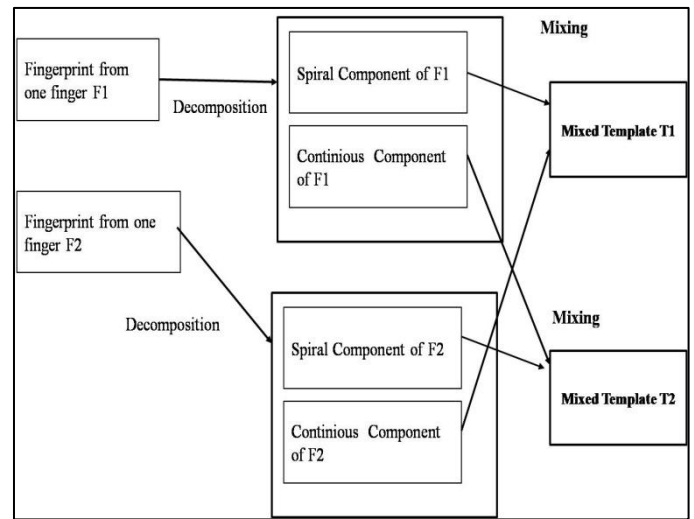 Mixing
Fingerprint from
one finger F1
Decomposition
Spiral Component of F1
Continious Component
of F1
Mixed Template T1
Fingerprint from one
finger F2
Decomposition
Spiral Component of F2
Continious Component
of F2
Mixing
Mixed Template T2